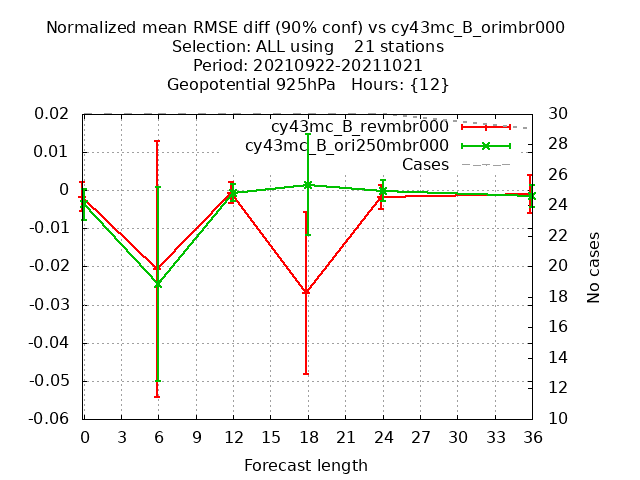 Normalized mean RMSE diff (90% conf) vs cy43mc_B_orimbr000
Selection: ALL using    21 stations
Period: 20210922-20211021
Geopotential 925hPa   Hours: {12}
cy43mc_B_revmbr000
cy43mc_B_ori250mbr000
Cases
0.02
0.01
0
-0.01
-0.02
-0.03
-0.04
-0.05
-0.06
30
28
26
24
22
20
18
16
14
12
10
No cases
0 3 6 9 12 15 18 21 24 27 30 33 36
Forecast length